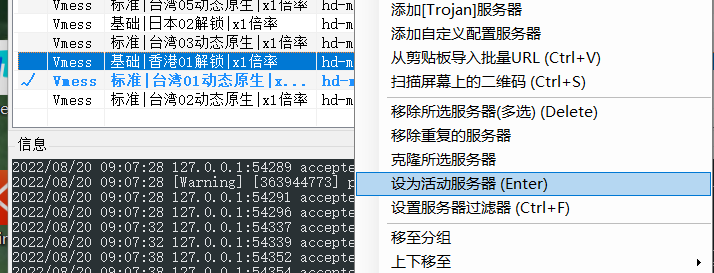 Vmess 标准|台湾05动态原生|x1倍率 hd-m
Vmess 基础|日本02解锁|x1倍率 hd-m
Vmess 标准|台湾03动态原生|x1倍率 hd-m
Vmess 基础|香港01解锁|x1倍率 hd-m
Vmess 标准|台湾01动态原生|x... hd-m
Vmess 标准|台湾02动态原生|x1倍率 hd-m
信息
2022/08/20 09:07:28 127.0.0.1:54289 accepte
2022/08/20 09:07:28 [Warning] [363944773] p
2022/08/20 09:07:28 127.0.0.1:54291 accepte
2022/08/20 09:07:28 127.0.0.1:54296 accepte
2022/08/20 09:07:32 127.0.0.1:54337 accepte
2022/08/20 09:07:32 127.0.0.1:54339 accepte
2022/08/20 09:07:32 127.0.0.1:54352 accepte
2022/08/20 09:07:38 127.0.0.1:54354 accepte
添加[Trojan]服务器
添加自定义配置服务器
从剪贴板导入批量URL (Ctrl+V)
扫描屏幕上的二维码 (Ctrl+S)
移除所选服务器(多选) (Delete)
移除重复的服务器
克隆所选服务器
设为活动服务器 (Enter)
设置服务器过滤器 (Ctrl+F)
移至分组
上下移至